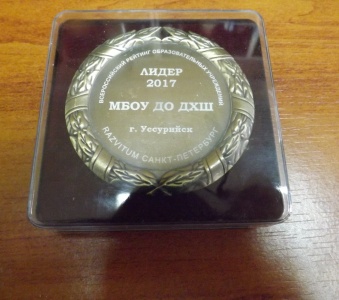 ВСЕРОССИЙСКИЙ РЕЙТИНГ ОБРАЗОВАТЕЛЬНЫХ УЧРЕЖДЕНИЙ
ЛИДЕР
2017
МБОУ ДО ДХШ
г. Уссурийск
RAZVITUM САНКТ-ПЕТЕРБУРГ